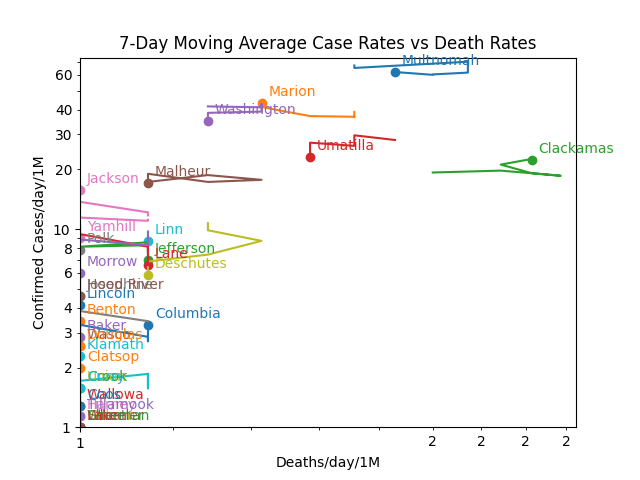 7-Day Moving Average Case Rates vs Death Rates
Multnomah
60
Marion
40
Washington
30
Umatilla
Clackamas
20
Malheur
Jackson
10
Yamhill
Linn
Polk
8
Jefferson
Lane
Morrow
Deschutes
6
Hood River
Lincoln
4
Benton
Columbia
Baker
3
Wasco
Klamath
Clatsop
2
Crook
Wallowa
Coos
Tillamook
1
Confirmed Cases/day/1M
1
2
2
2
2
Deaths/day/1M